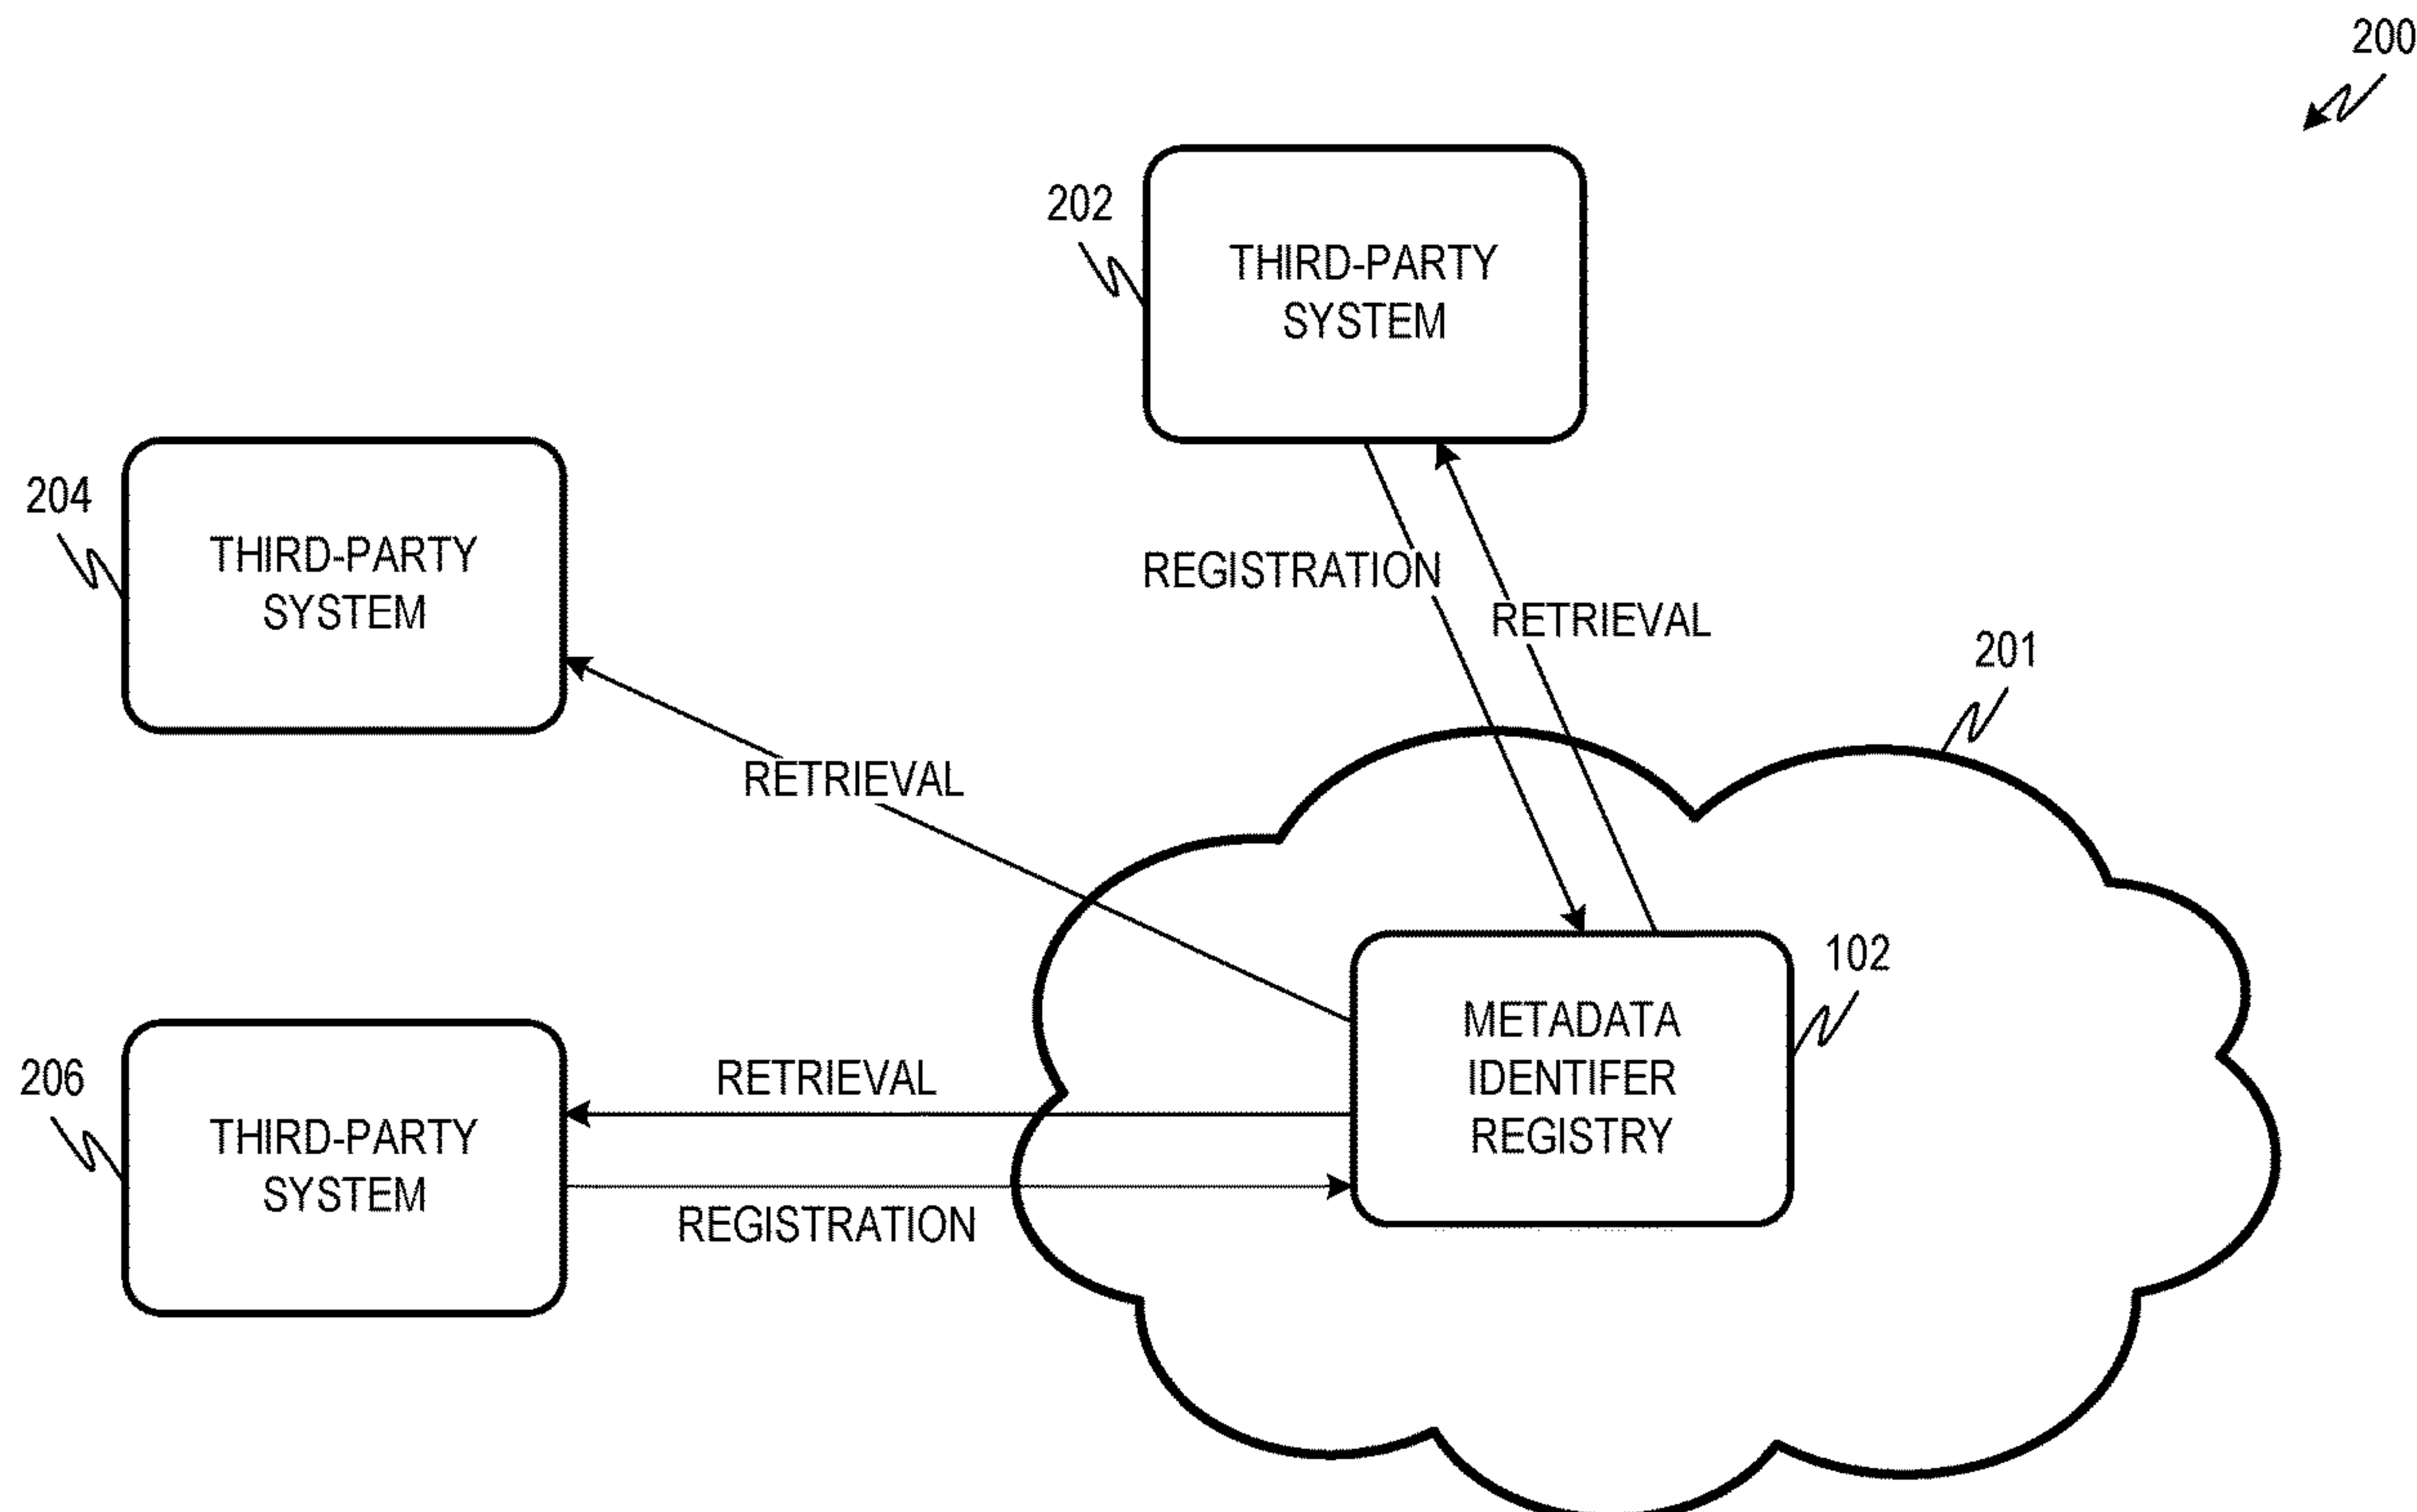 200
202
THIRD-PARTY
SYSTEM
204
THIRD-PARTY
SYSTEM
REGISTRATION
RETRIEVAL
201
RETRIEVAL
102
METADATA
IDENTIFER
REGISTRY
206
THIRD-PARTY
SYSTEM
RETRIEVAL
REGISTRATION